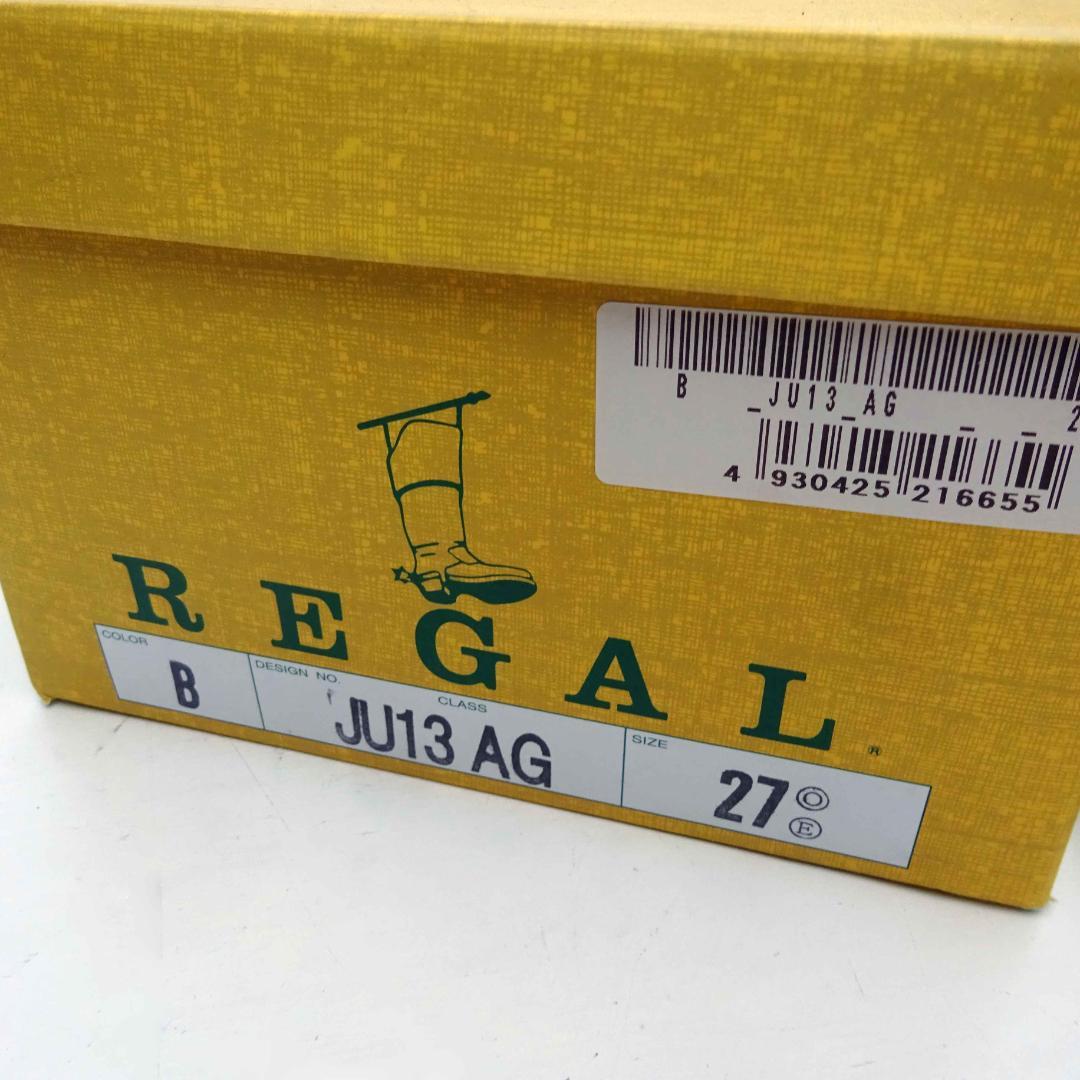 B _JU13_AG _ _ 2
4 930425 216655
REGAL®
COLOR DESIGN NO. CLASS SIZE
B JU13 AG 27 O
E